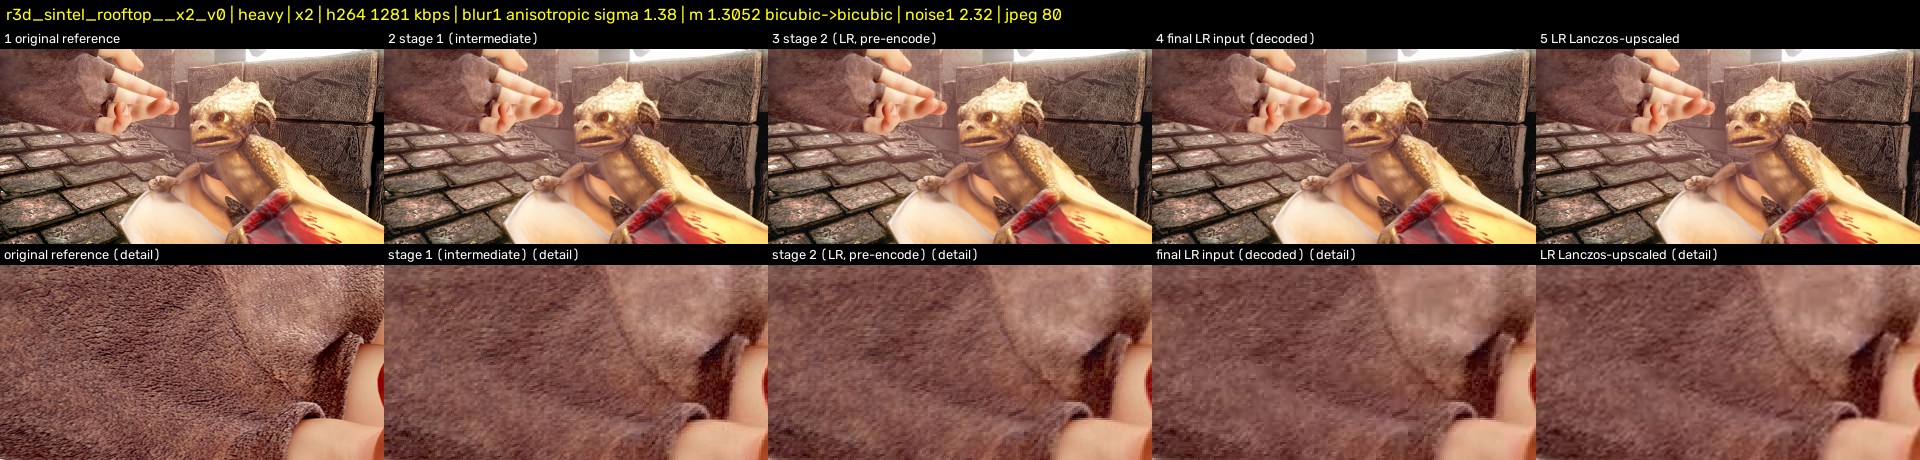 r3d_sintel_rooftop__x2_v0 | heavy | x2 | h264 1281 kbps | blur1 anisotropic sigma 1.38 | m 1.3052 bicubic->bicubic | noise1 2.32 | jpeg 80
1 original reference
2 stage 1 (intermediate)
3 stage 2 (LR, pre-encode)
4 final LR input (decoded)
5 LR Lanczos-upscaled
original reference (detail)
stage 1 (intermediate) (detail)
stage 2 (LR, pre-encode) (detail)
final LR input (decoded) (detail)
LR Lanczos-upscaled (detail)